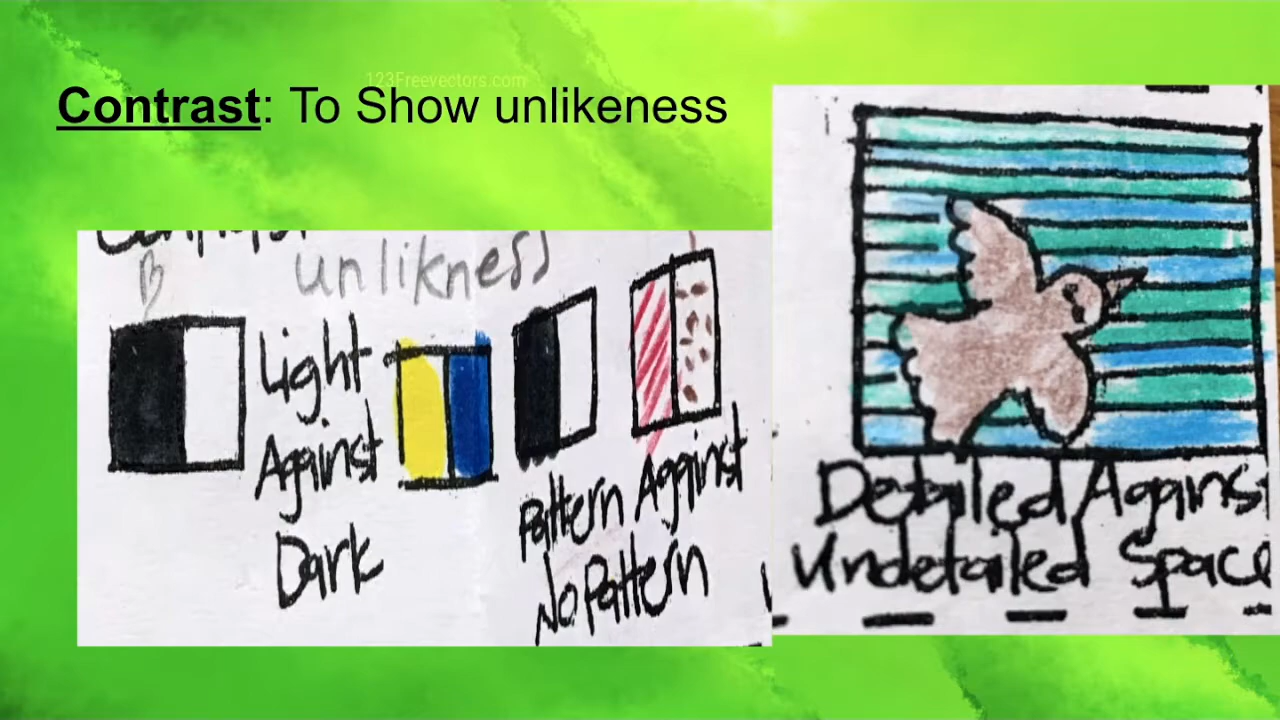 123Freevectors.com
Contrast: To Show unlikeness
unlikness
B
Light
Against
Dark
Pattern Against
No Pattern
Detailed Against
Undetailed Space